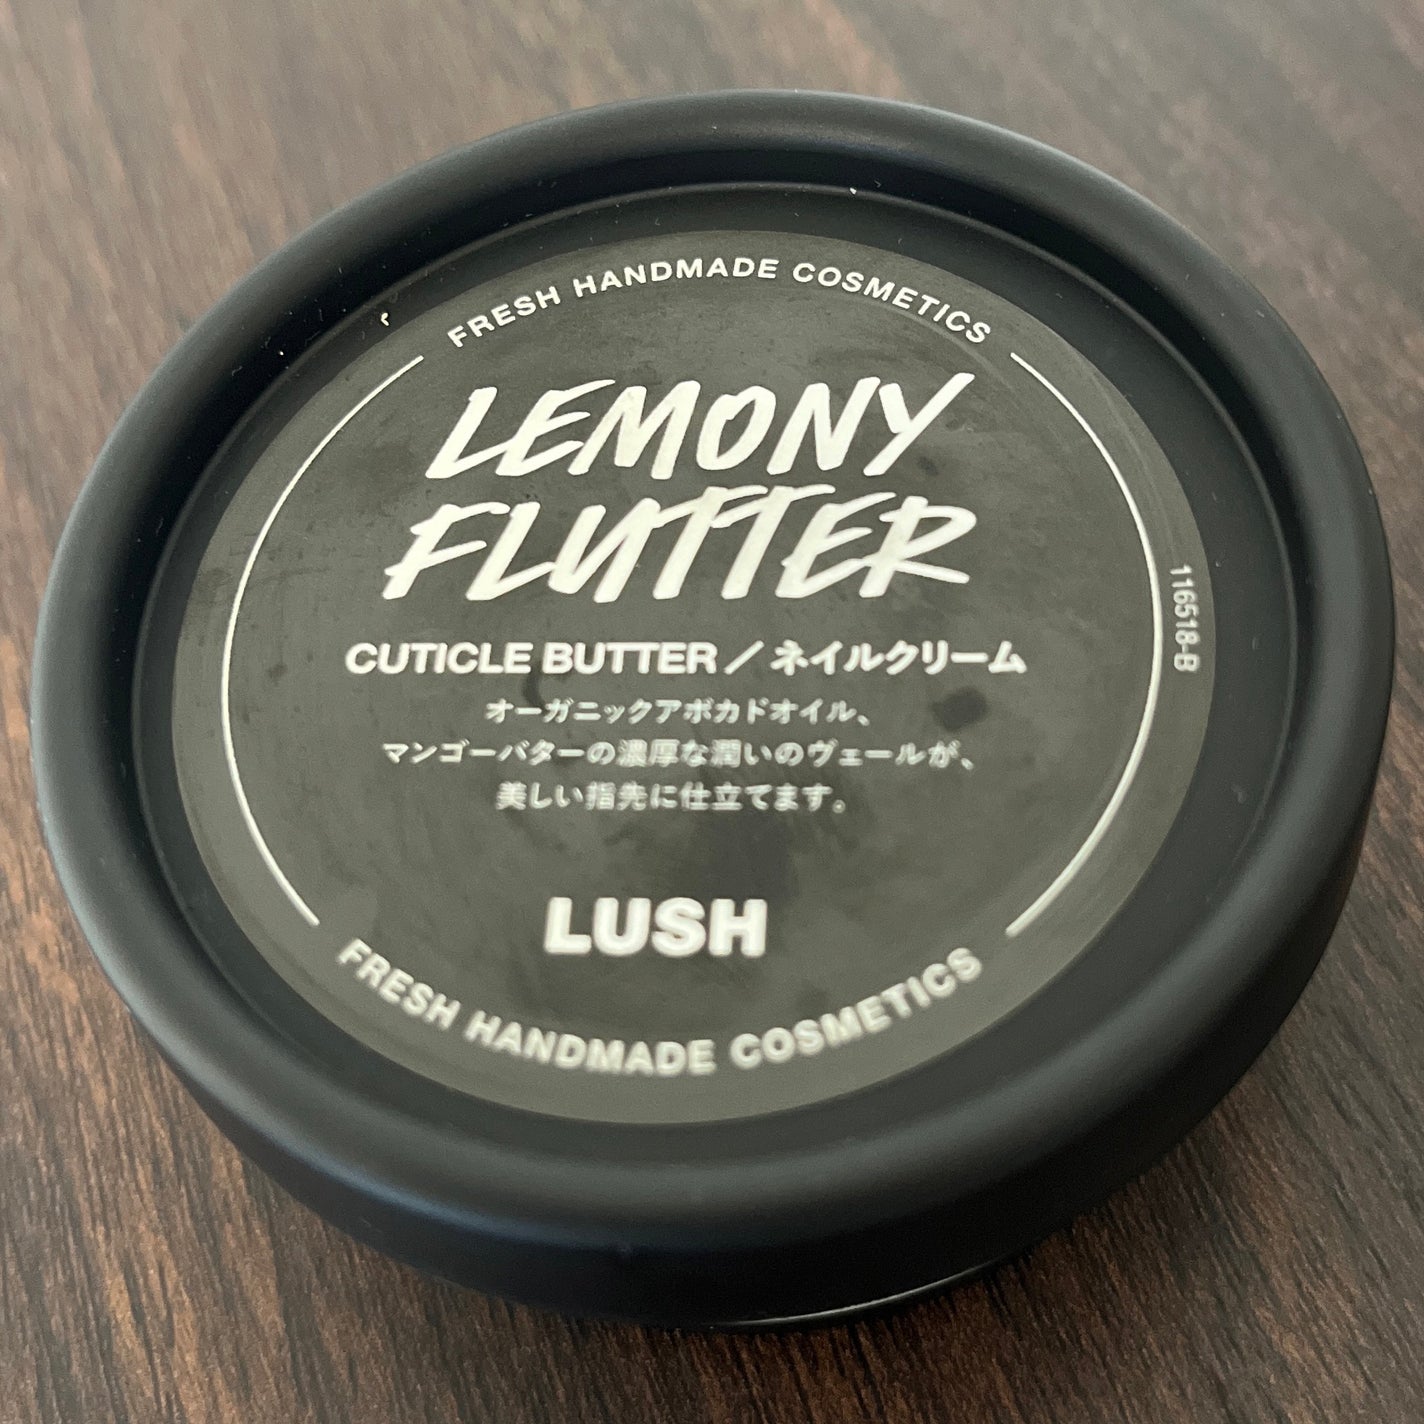 FRESH HANDMADE COSMETICS
LEMONY
FLUTTER
CUTICLE BUTTER／ネイルクリーム
オーガニックアボカドオイル、
マンゴーバターの濃厚な潤いのヴェールが、
美しい指先に仕立てます。
LUSH
FRESH HANDMADE COSMETICS
116518-B